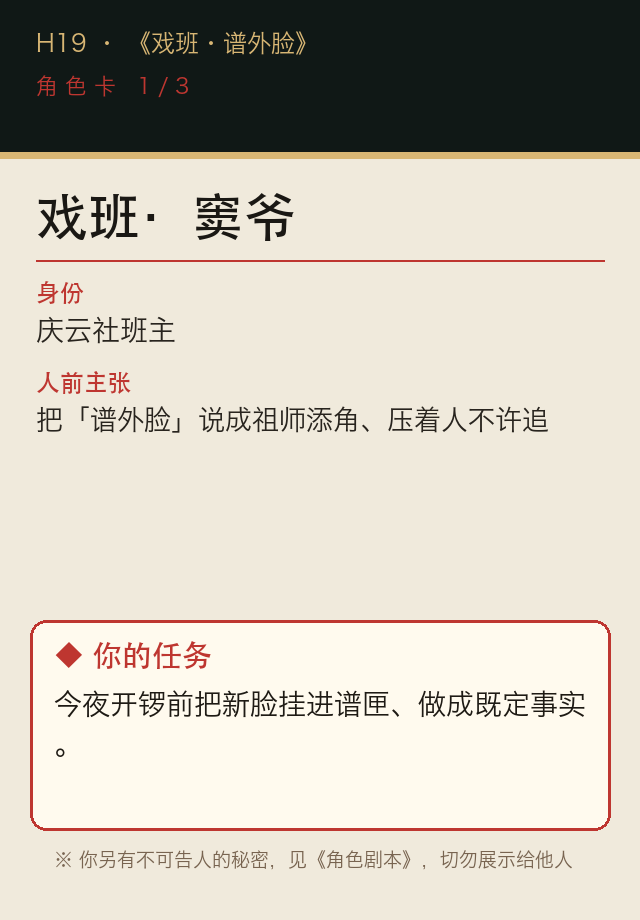 H19 · 《戏班·谱外脸》
角色卡 1/3
戏班· 窦爷
身份
庆云社班主
人前主张
把「谱外脸」说成祖师添角、压着人不许追
◆ 你的任务
今夜开锣前把新脸挂进谱匣、做成既定事实
。
※ 你另有不可告人的秘密，见《角色剧本》，切勿展示给他人